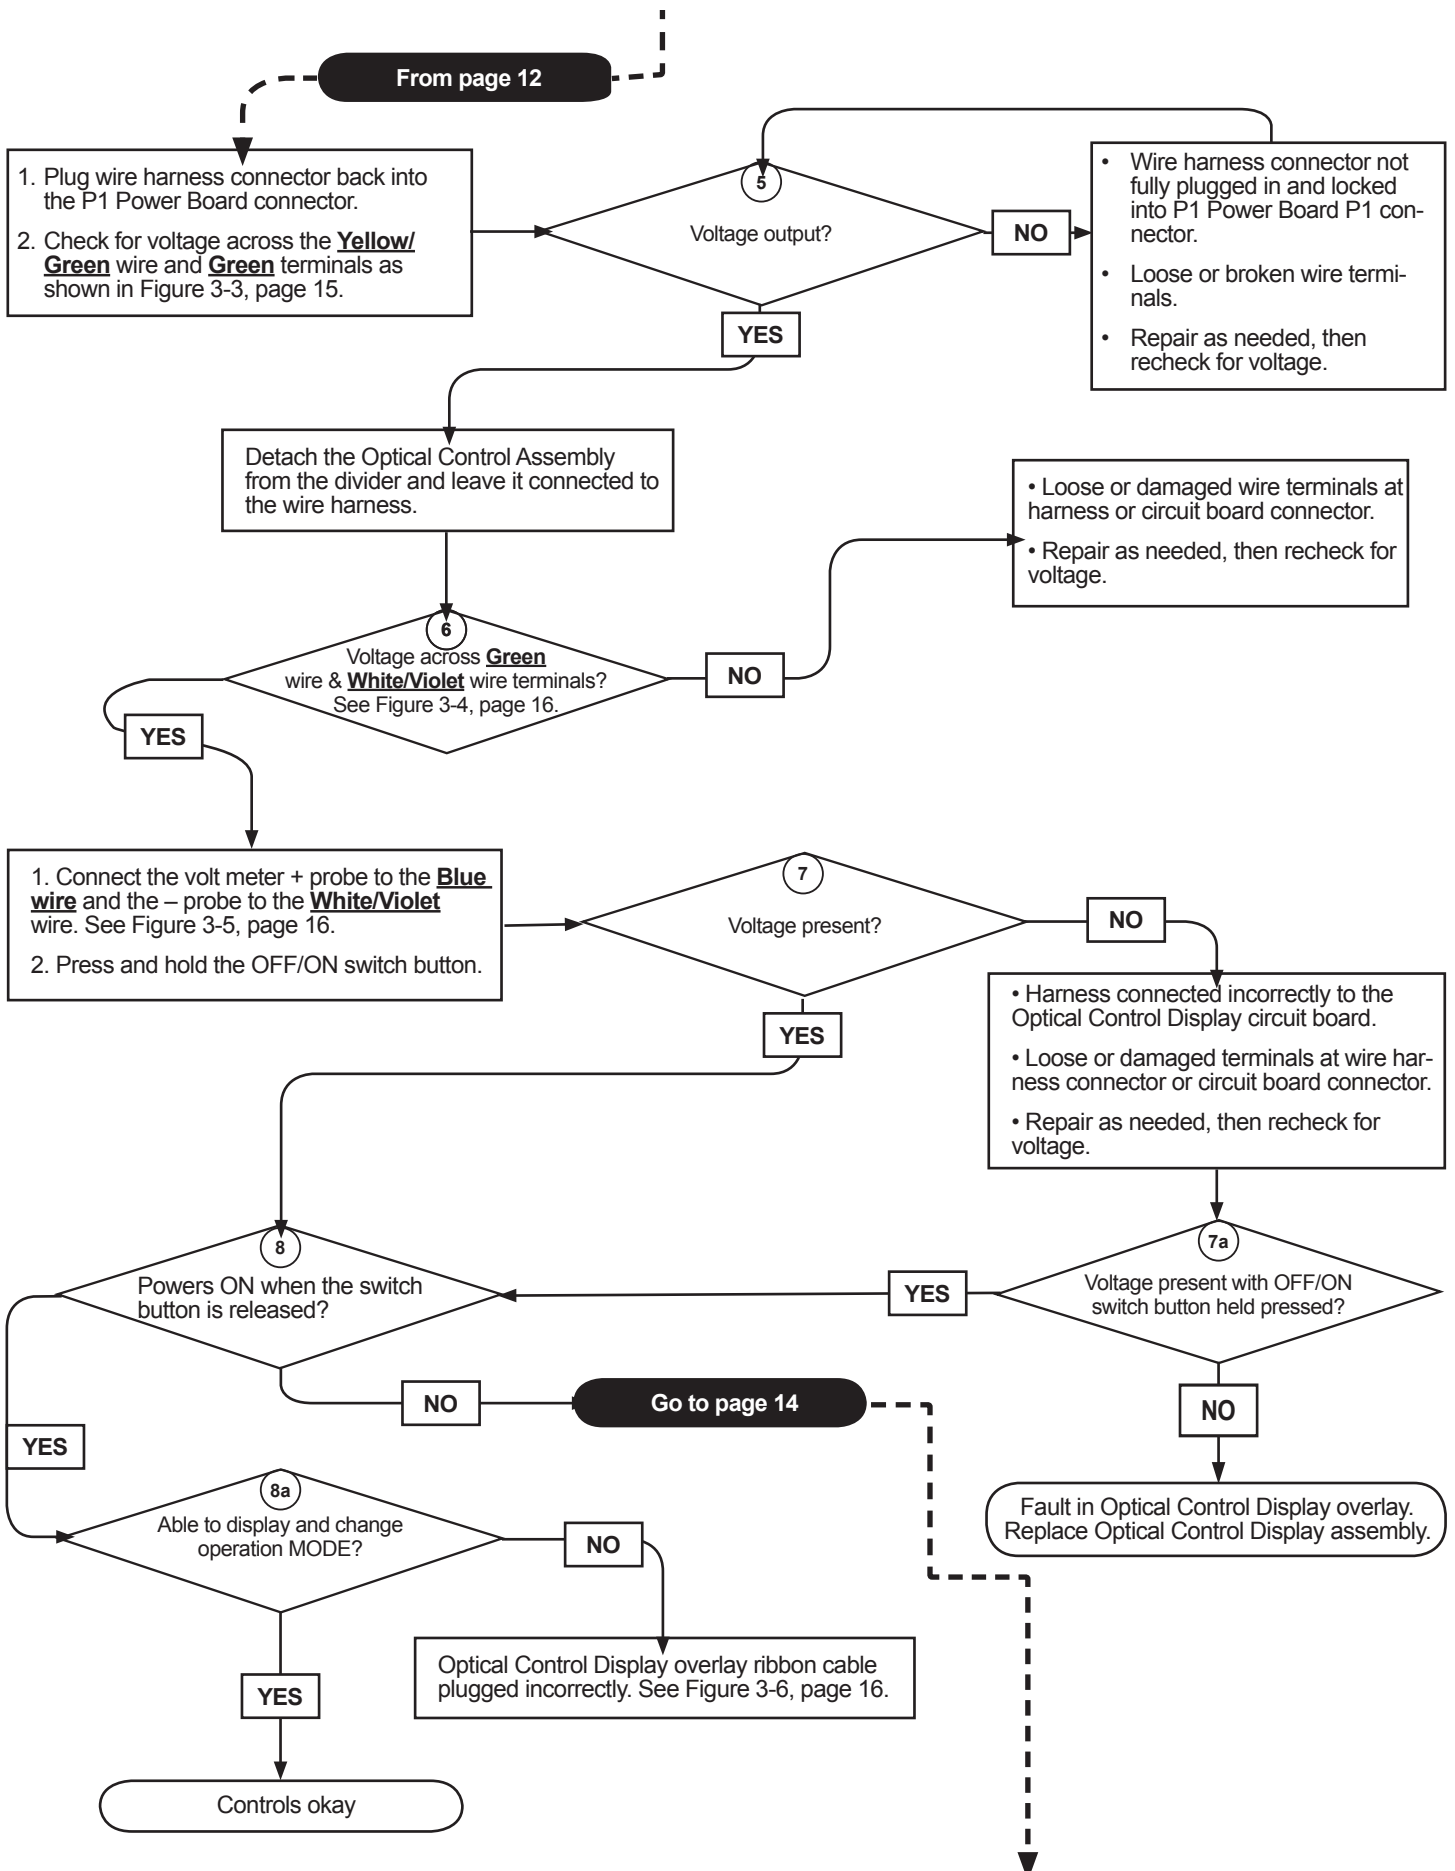 From page 12
1. Plug wire harness connector back into
the P1 Power Board connector.
2. Check for voltage across the Yellow/
Green wire and Green terminals as
shown in Figure 3-3, page 15.
5
Voltage output?
NO
• Wire harness connector not
fully plugged in and locked
into P1 Power Board P1 con-
nector.
• Loose or broken wire termi-
nals.
• Repair as needed, then
recheck for voltage.
YES
Detach the Optical Control Assembly
from the divider and leave it connected to
the wire harness.
• Loose or damaged wire terminals at
harness or circuit board connector.
• Repair as needed, then recheck for
voltage.
6
Voltage across Green
wire & White/Violet wire terminals?
See Figure 3-4, page 16.
NO
YES
1. Connect the volt meter + probe to the Blue
wire and the – probe to the White/Violet
wire. See Figure 3-5, page 16.
2. Press and hold the OFF/ON switch button.
7
Voltage present?
NO
YES
• Harness connected incorrectly to the
Optical Control Display circuit board.
• Loose or damaged terminals at wire har-
ness connector or circuit board connector.
• Repair as needed, then recheck for
voltage.
8
Powers ON when the switch
button is released?
YES
7a
Voltage present with OFF/ON
switch button held pressed?
NO
Go to page 14
NO
YES
8a
Able to display and change
operation MODE?
NO
Fault in Optical Control Display overlay.
Replace Optical Control Display assembly.
Optical Control Display overlay ribbon cable
plugged incorrectly. See Figure 3-6, page 16.
YES
Controls okay